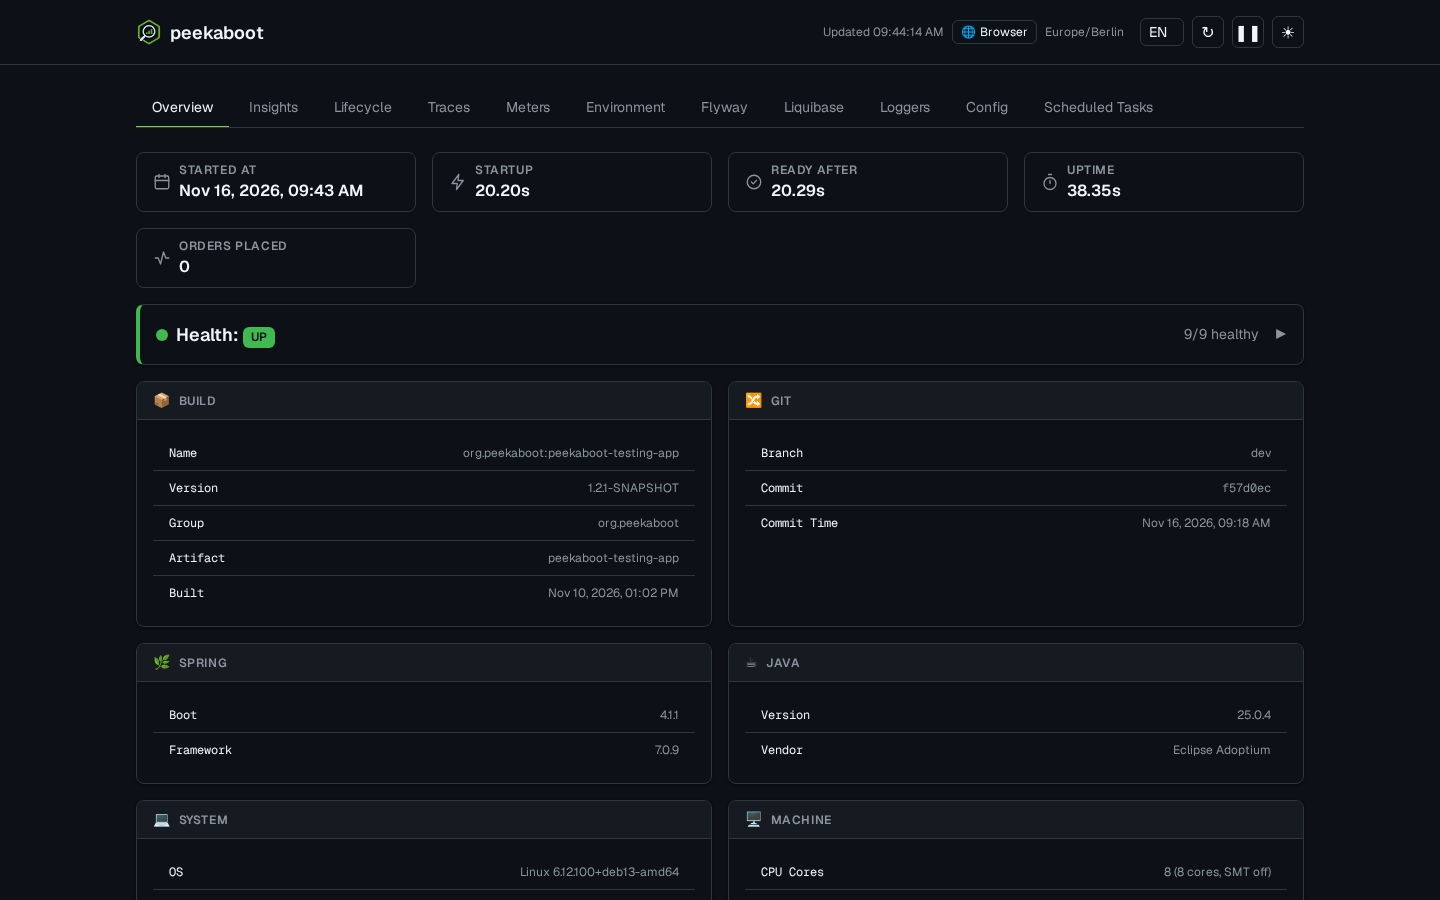 peekaboot
Updated 09:44:14 AM 🌐 Browser Europe/Berlin EN ↻ ❚❚ ☀
Overview Insights Lifecycle Traces Meters Environment Flyway Liquibase Loggers Config Scheduled Tasks
STARTED AT
Nov 16, 2026, 09:43 AM
STARTUP
20.20s
READY AFTER
20.29s
UPTIME
38.35s
ORDERS PLACED
0
Health: UP 9/9 healthy ▶
BUILD
Name org.peekaboot:peekaboot-testing-app
Version 1.2.1-SNAPSHOT
Group org.peekaboot
Artifact peekaboot-testing-app
Built Nov 10, 2026, 01:02 PM
GIT
Branch dev
Commit f57d0ec
Commit Time Nov 16, 2026, 09:18 AM
SPRING
Boot 4.1.1
Framework 7.0.9
JAVA
Version 25.0.4
Vendor Eclipse Adoptium
SYSTEM
OS Linux 6.12.100+deb13-amd64
MACHINE
CPU Cores 8 (8 cores, SMT off)